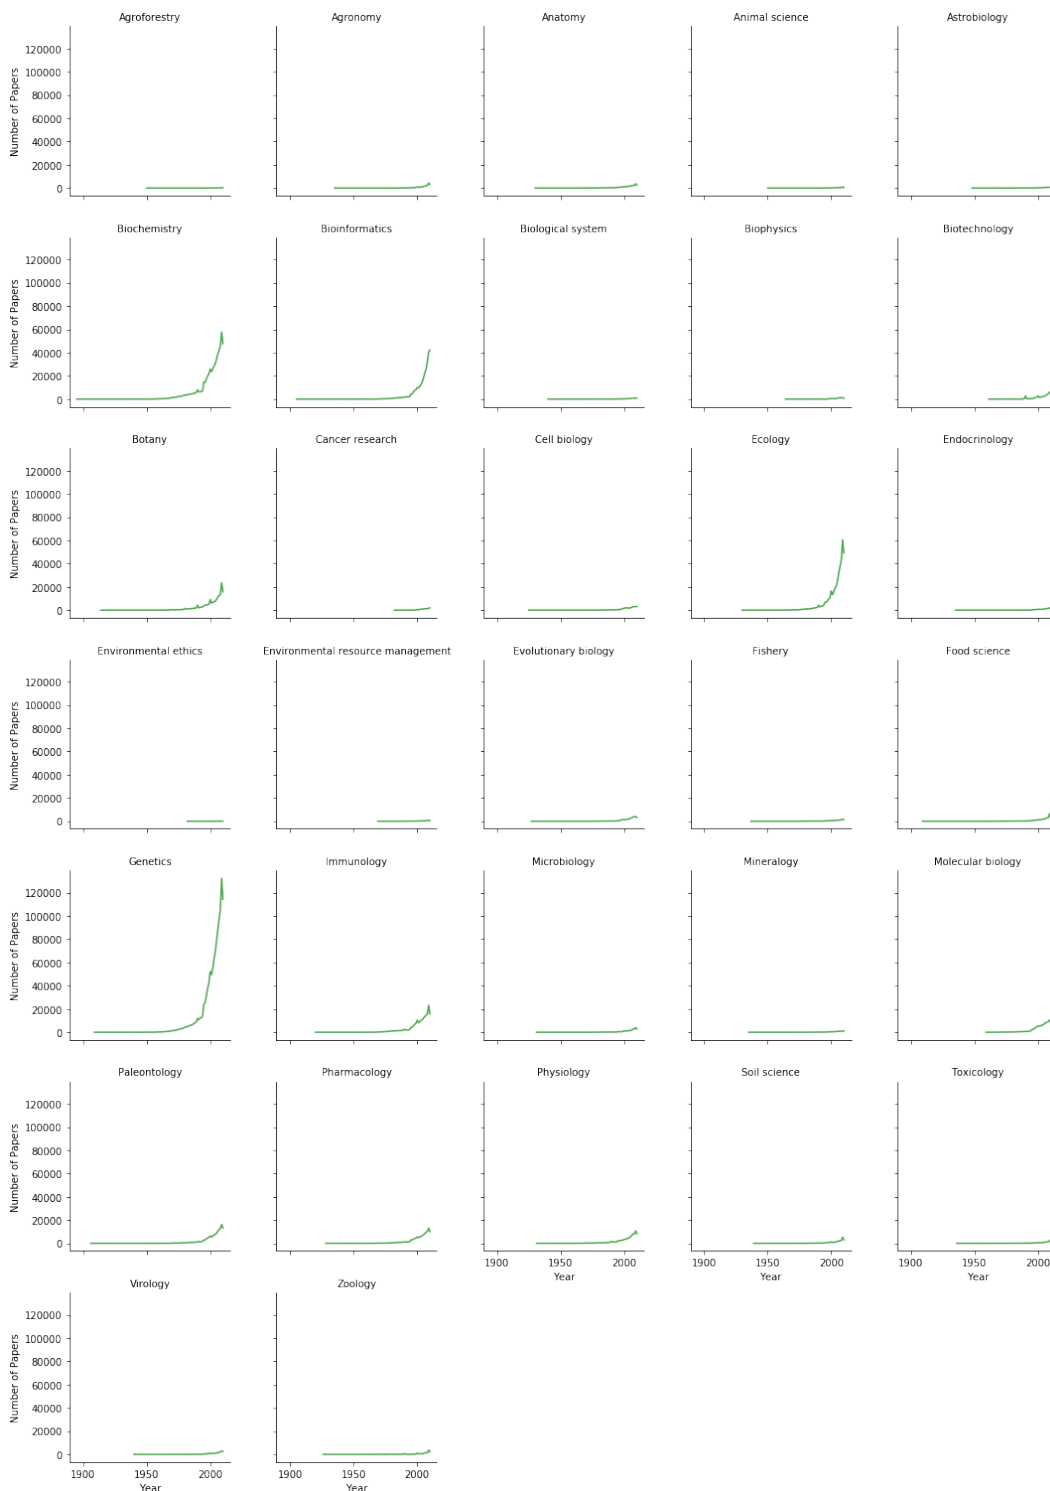 Agroforestry Agronomy Anatomy Animal science Astrobiology
120000
100000
80000
60000
40000
20000
0
Number of Papers
Biochemistry Bioinformatics Biological system Biophysics Biotechnology
120000
100000
80000
60000
40000
20000
0
Number of Papers
Botany Cancer research Cell biology Ecology Endocrinology
120000
100000
80000
60000
40000
20000
0
Number of Papers
Environmental ethics Environmental resource management Evolutionary biology Fishery Food science
120000
100000
80000
60000
40000
20000
0
Number of Papers
Genetics Immunology Microbiology Mineralogy Molecular biology
120000
100000
80000
60000
40000
20000
0
Number of Papers
Paleontology Pharmacology Physiology Soil science Toxicology
120000
100000
80000
60000
40000
20000
0
Number of Papers
1900 1950 2000 1900 1950 2000 1900 1950 2000
Year Year Year
Virology Zoology
120000
100000
80000
60000
40000
20000
0
Number of Papers
1900 1950 2000 1900 1950 2000
Year Year